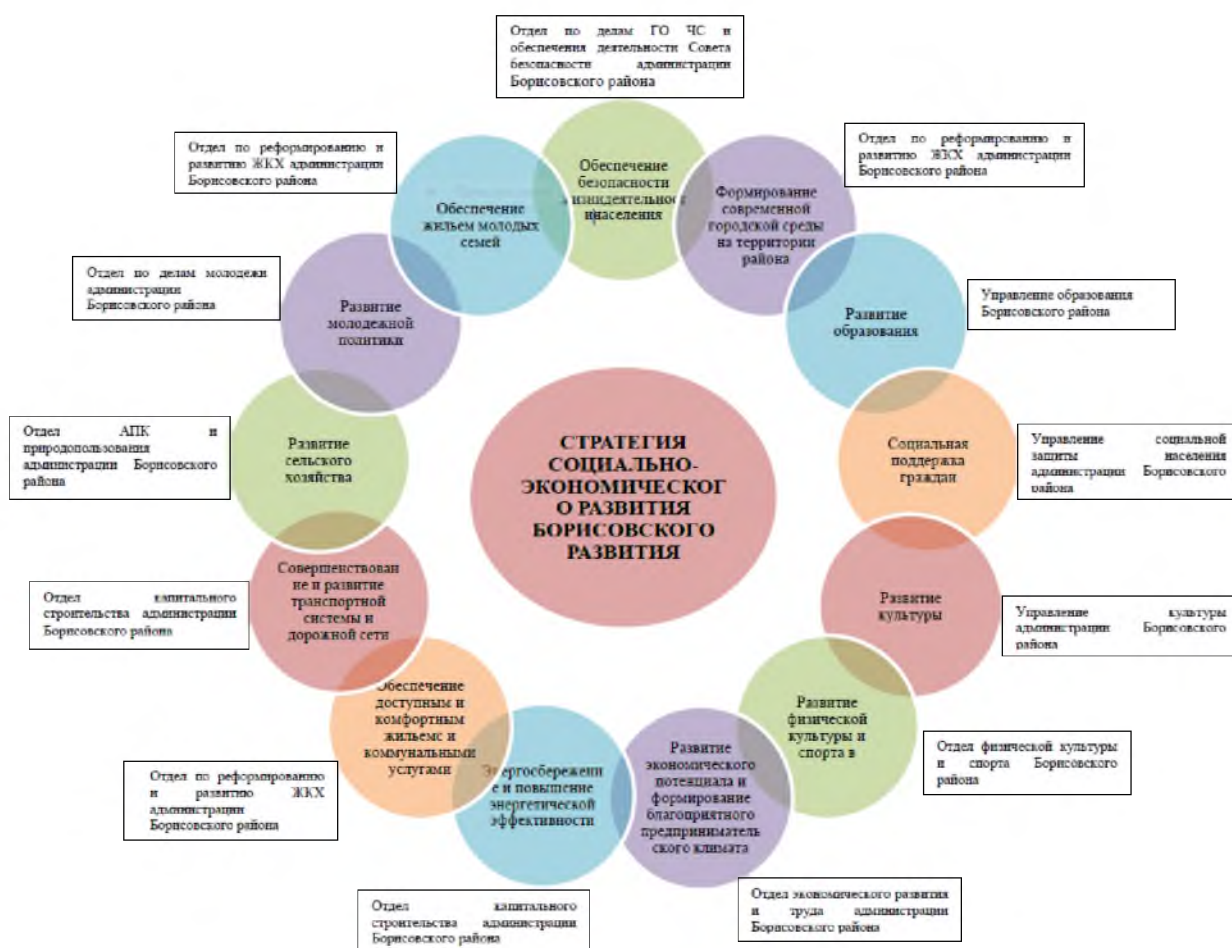 Отдел по делам ГО ЧС и
обеспечения деятельности Совета
безопасности администрации
Борисовского района
Отдел по реформированию и
развитию ЖКХ администрации
Борисовского района
Обеспечение
безопасности
изнидеятельнос
инаселения
Отдел по реформированию и
развитию ЖКХ администрации
Борисовского района
Обеспечение
жильем молодых
семей
Формирование
современной
городской среды
на территории
района
Отдел по делам молодежи
администрации
Борисовского района
Развитие
молодежной
политики
Развитие
образования
Управление образования
Борисовского района
Отдел АПК и
природопользования
администрации Борисовского
района
Развитие
сельского
хозяйства
СТРАТЕГИЯ
СОЦИАЛЬНО-
ЭКОНОМИЧЕСКОГ
О РАЗВИТИЯ
БОРИСОВСКОГО
РАЗВИТИЯ
Социальная
поддержка
граждан
Управление социальной
защиты населения
администрации Борисовского
района
Отдел капитального
строительства администрации
Борисовского района
Совершенствован
ие и развитие
транспортной
системы и
дорожной сети
Развитие
культуры
Управление культуры
администрации Борисовского
района
Обеспечение
доступным и
комфортным
жильемс и
коммунальными
услугами
Развитие
физической
культуры и
спорта в
Отдел физической культуры
и спорта Борисовского
района
Отдел по реформированию
и развитию ЖКХ
администрации
Борисовского района
Энергосбережени
е и повышение
энергетической
эффективности
Развитие
экономического
потенциала и
формирование
благоприятного
предприниматель
ского климата
Отдел капитального
строительства администрации
Борисовского района
Отдел экономического развития
и труда администрации
Борисовского района